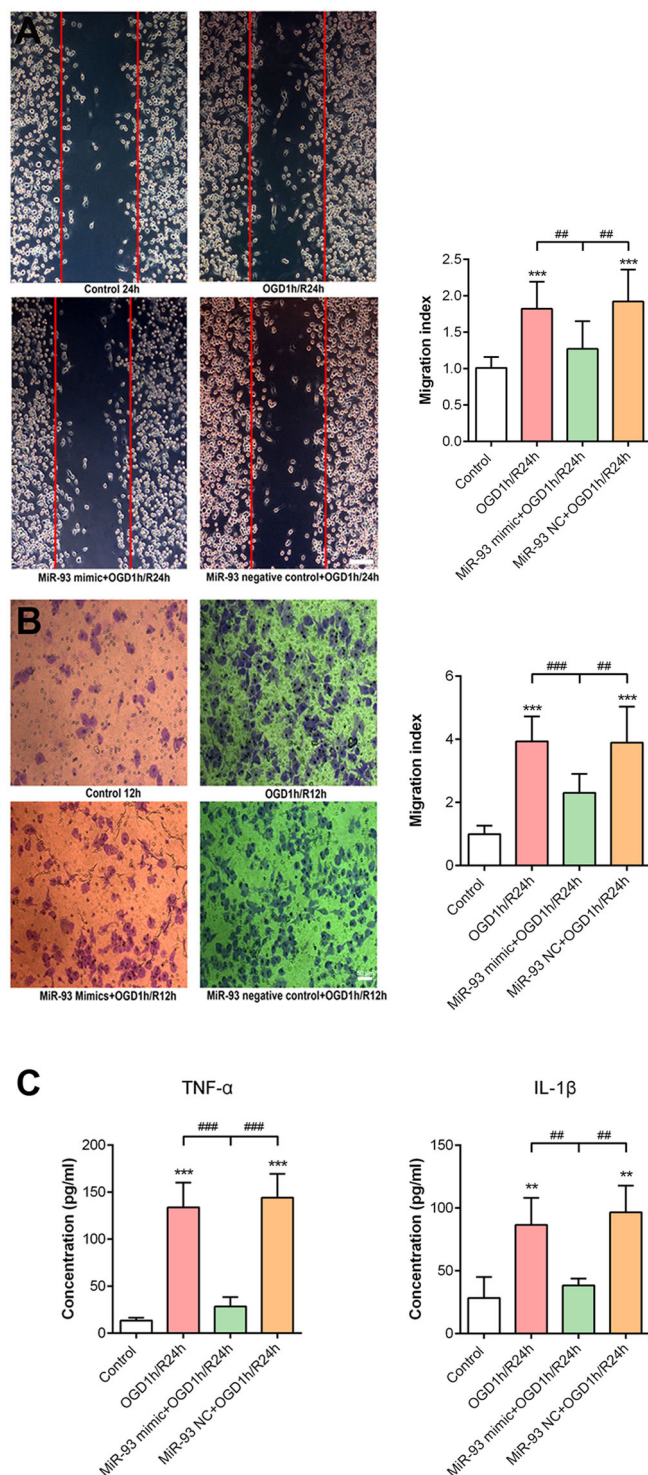 A
Control 24h
OGD1h/R24h
MiR-93 mimic+OGD1h/R24h
MiR-93 negative control+OGD1h/24h
Migration index
2.5
2.0
1.5
1.0
0.5
0.0
##
##
***
***
Control
OGD1h/R24h
MiR-93 mimic+OGD1h/R24h
MiR-93 NC+OGD1h/R24h
B
Control 12h
OGD1h/R12h
MiR-93 Mimics+OGD1h/R12h
MiR-93 negative control+OGD1h/R12h
Migration index
6
4
2
0
###
##
***
***
Control
OGD1h/R24h
MiR-93 mimic+OGD1h/R24h
MiR-93 NC+OGD1h/R24h
C
TNF-α
Concentration (pg/ml)
200
150
100
50
0
###
###
***
***
Control
OGD1h/R24h
MiR-93 mimic+OGD1h/R24h
MiR-93 NC+OGD1h/R24h
IL-1β
Concentration (pg/ml)
150
100
50
0
##
##
**
**
Control
OGD1h/R24h
MiR-93 mimic+OGD1h/R24h
MiR-93 NC+OGD1h/R24h